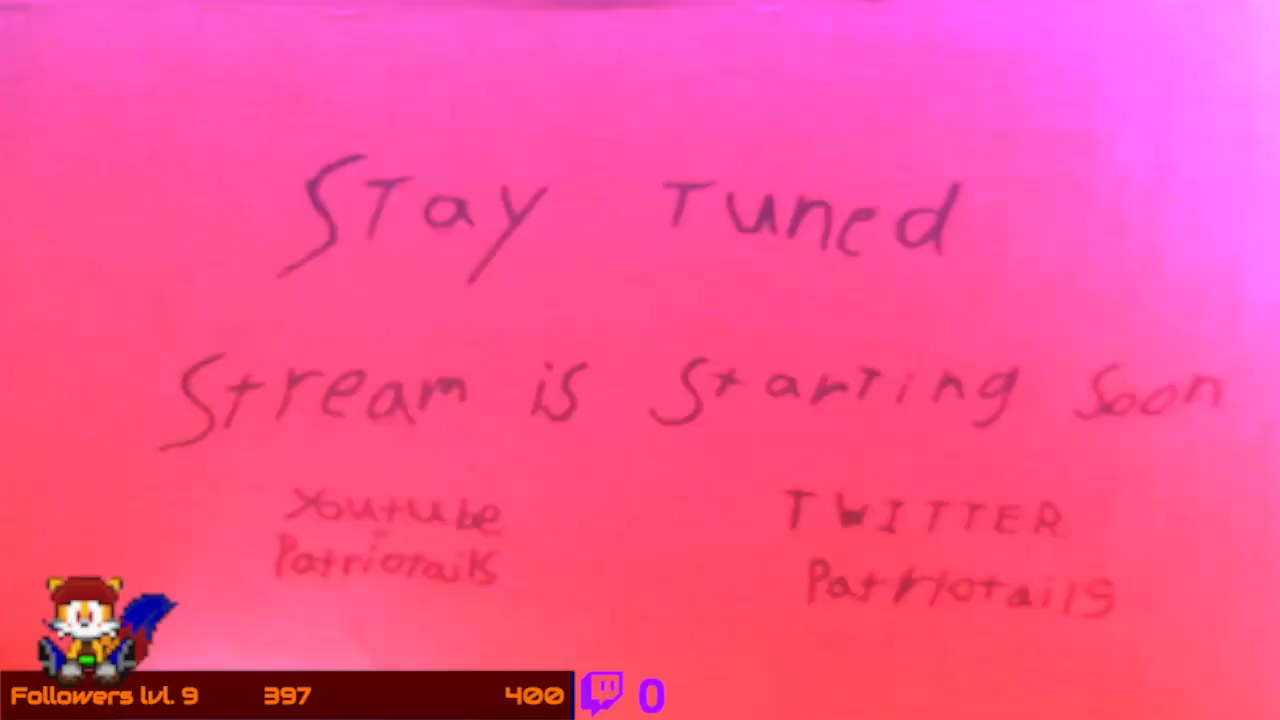 Stay Tuned
Stream is Starting Soon
Youtube TWITTER
Patriotails Patriotails
Followers lvl. 9 397 400 0